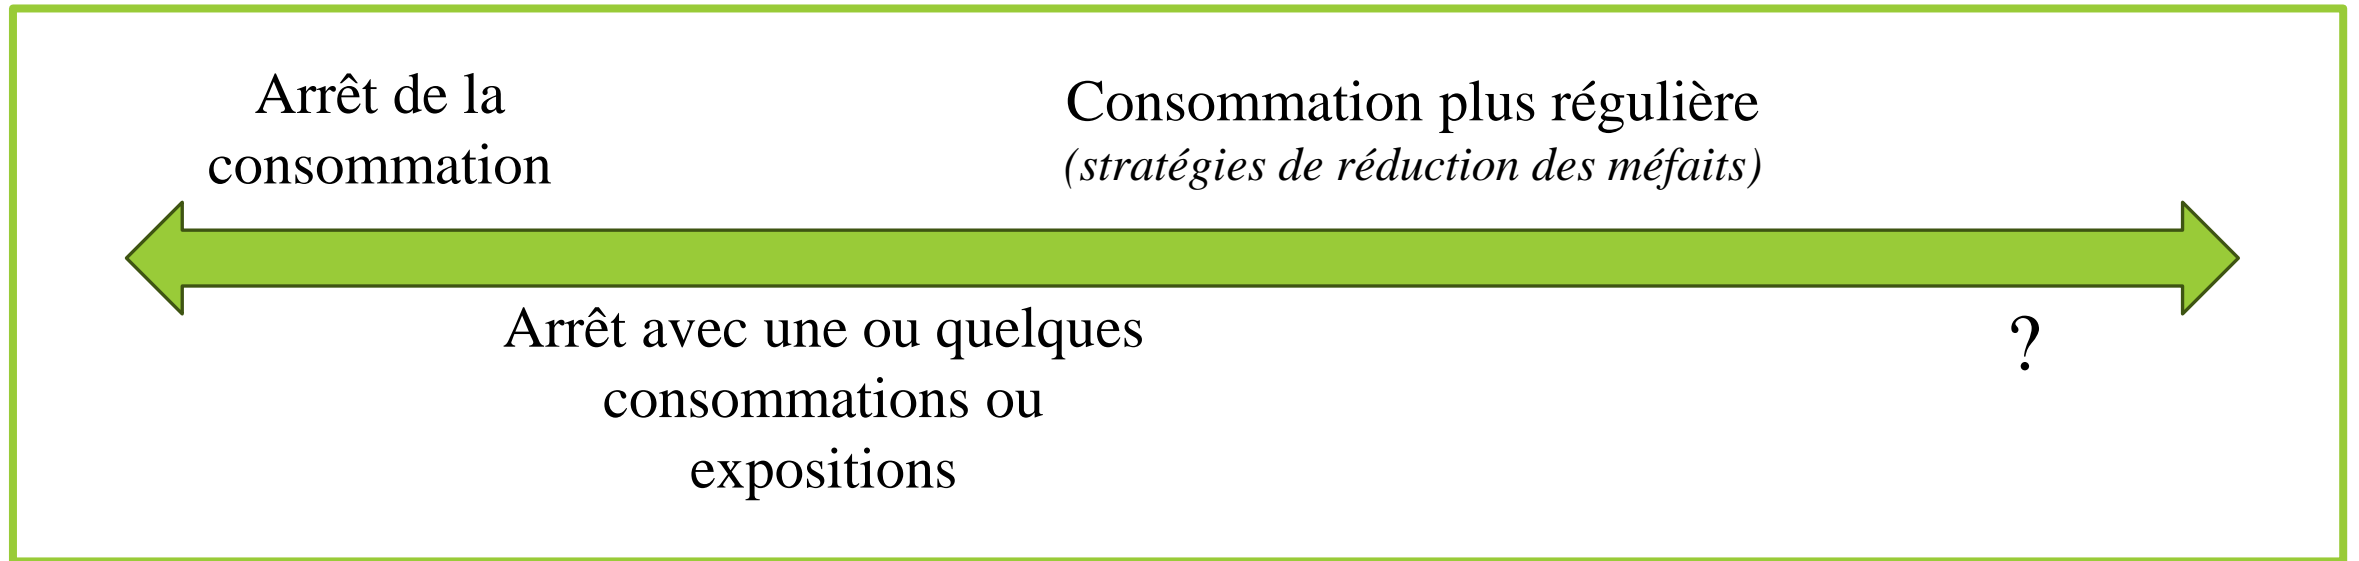 Arrêt de la
consommation
Consommation plus régulière
(stratégies de réduction des méfaits)
Arrêt avec une ou quelques
consommations ou
expositions
?